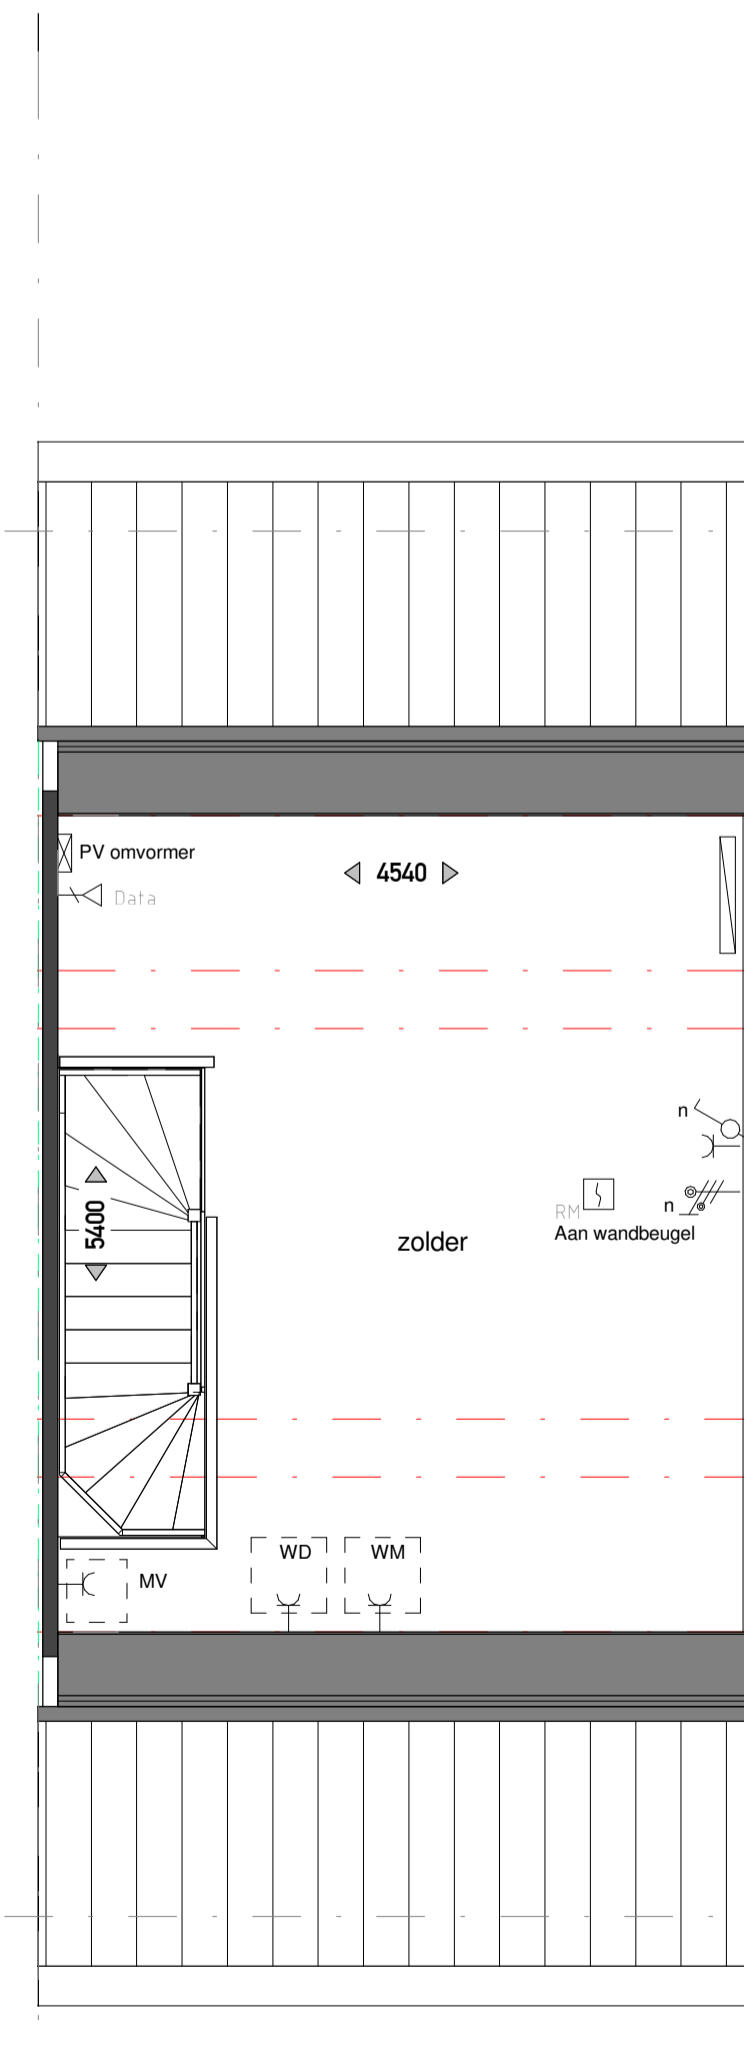 PV omvormer
4540
Data
n
5400
RM
n
Aan wandbeugel
zolder
WD
WM
MV